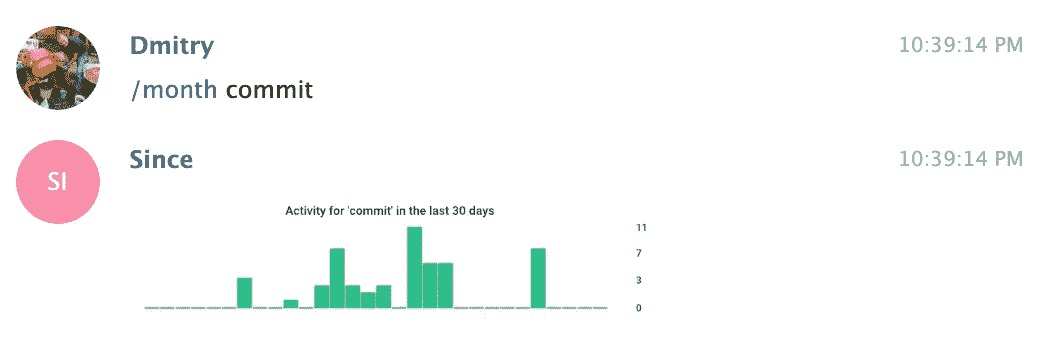 Dmitry
10:39:14 PM
/month commit
SI
Since
10:39:14 PM
Activity for 'commit' in the last 30 days
11
7
3
0